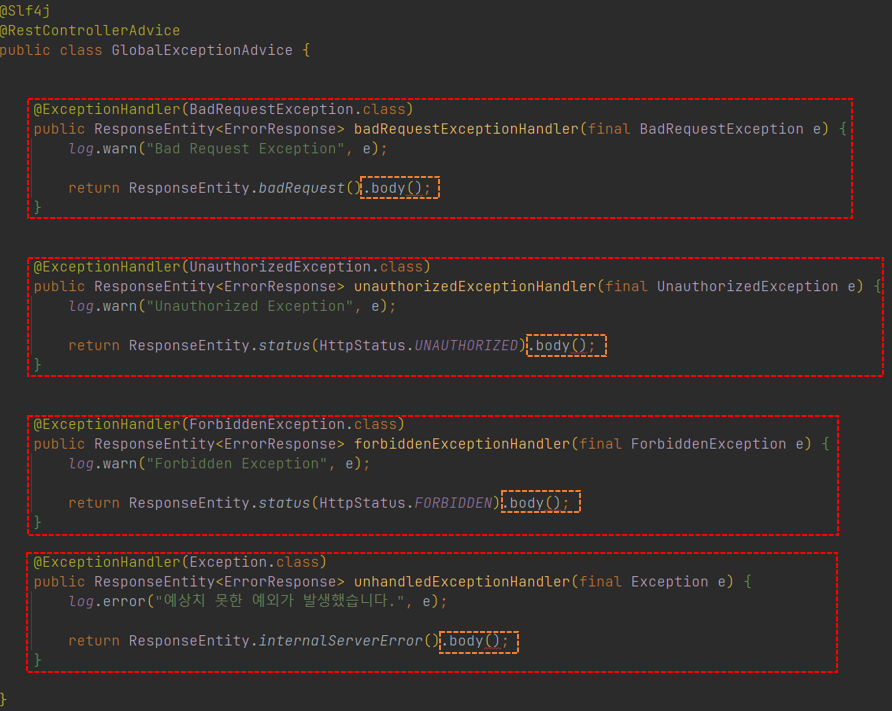 @Slf4j
@RestControllerAdvice
public class GlobalExceptionAdvice {
@ExceptionHandler(BadRequestException.class)
public ResponseEntity<ErrorResponse> badRequestExceptionHandler(final BadRequestException e) {
log.warn("Bad Request Exception", e);
return ResponseEntity.badRequest().body();
}
@ExceptionHandler(UnauthorizedException.class)
public ResponseEntity<ErrorResponse> unauthorizedExceptionHandler(final UnauthorizedException e) {
log.warn("Unauthorized Exception", e);
return ResponseEntity.status(HttpStatus.UNAUTHORIZED).body();
}
@ExceptionHandler(ForbiddenException.class)
public ResponseEntity<ErrorResponse> forbiddenExceptionHandler(final ForbiddenException e) {
log.warn("Forbidden Exception", e);
return ResponseEntity.status(HttpStatus.FORBIDDEN).body();
}
@ExceptionHandler(Exception.class)
public ResponseEntity<ErrorResponse> unhandledExceptionHandler(final Exception e) {
log.error("예상치 못한 예외가 발생했습니다.", e);
return ResponseEntity.internalServerError().body();
}
}